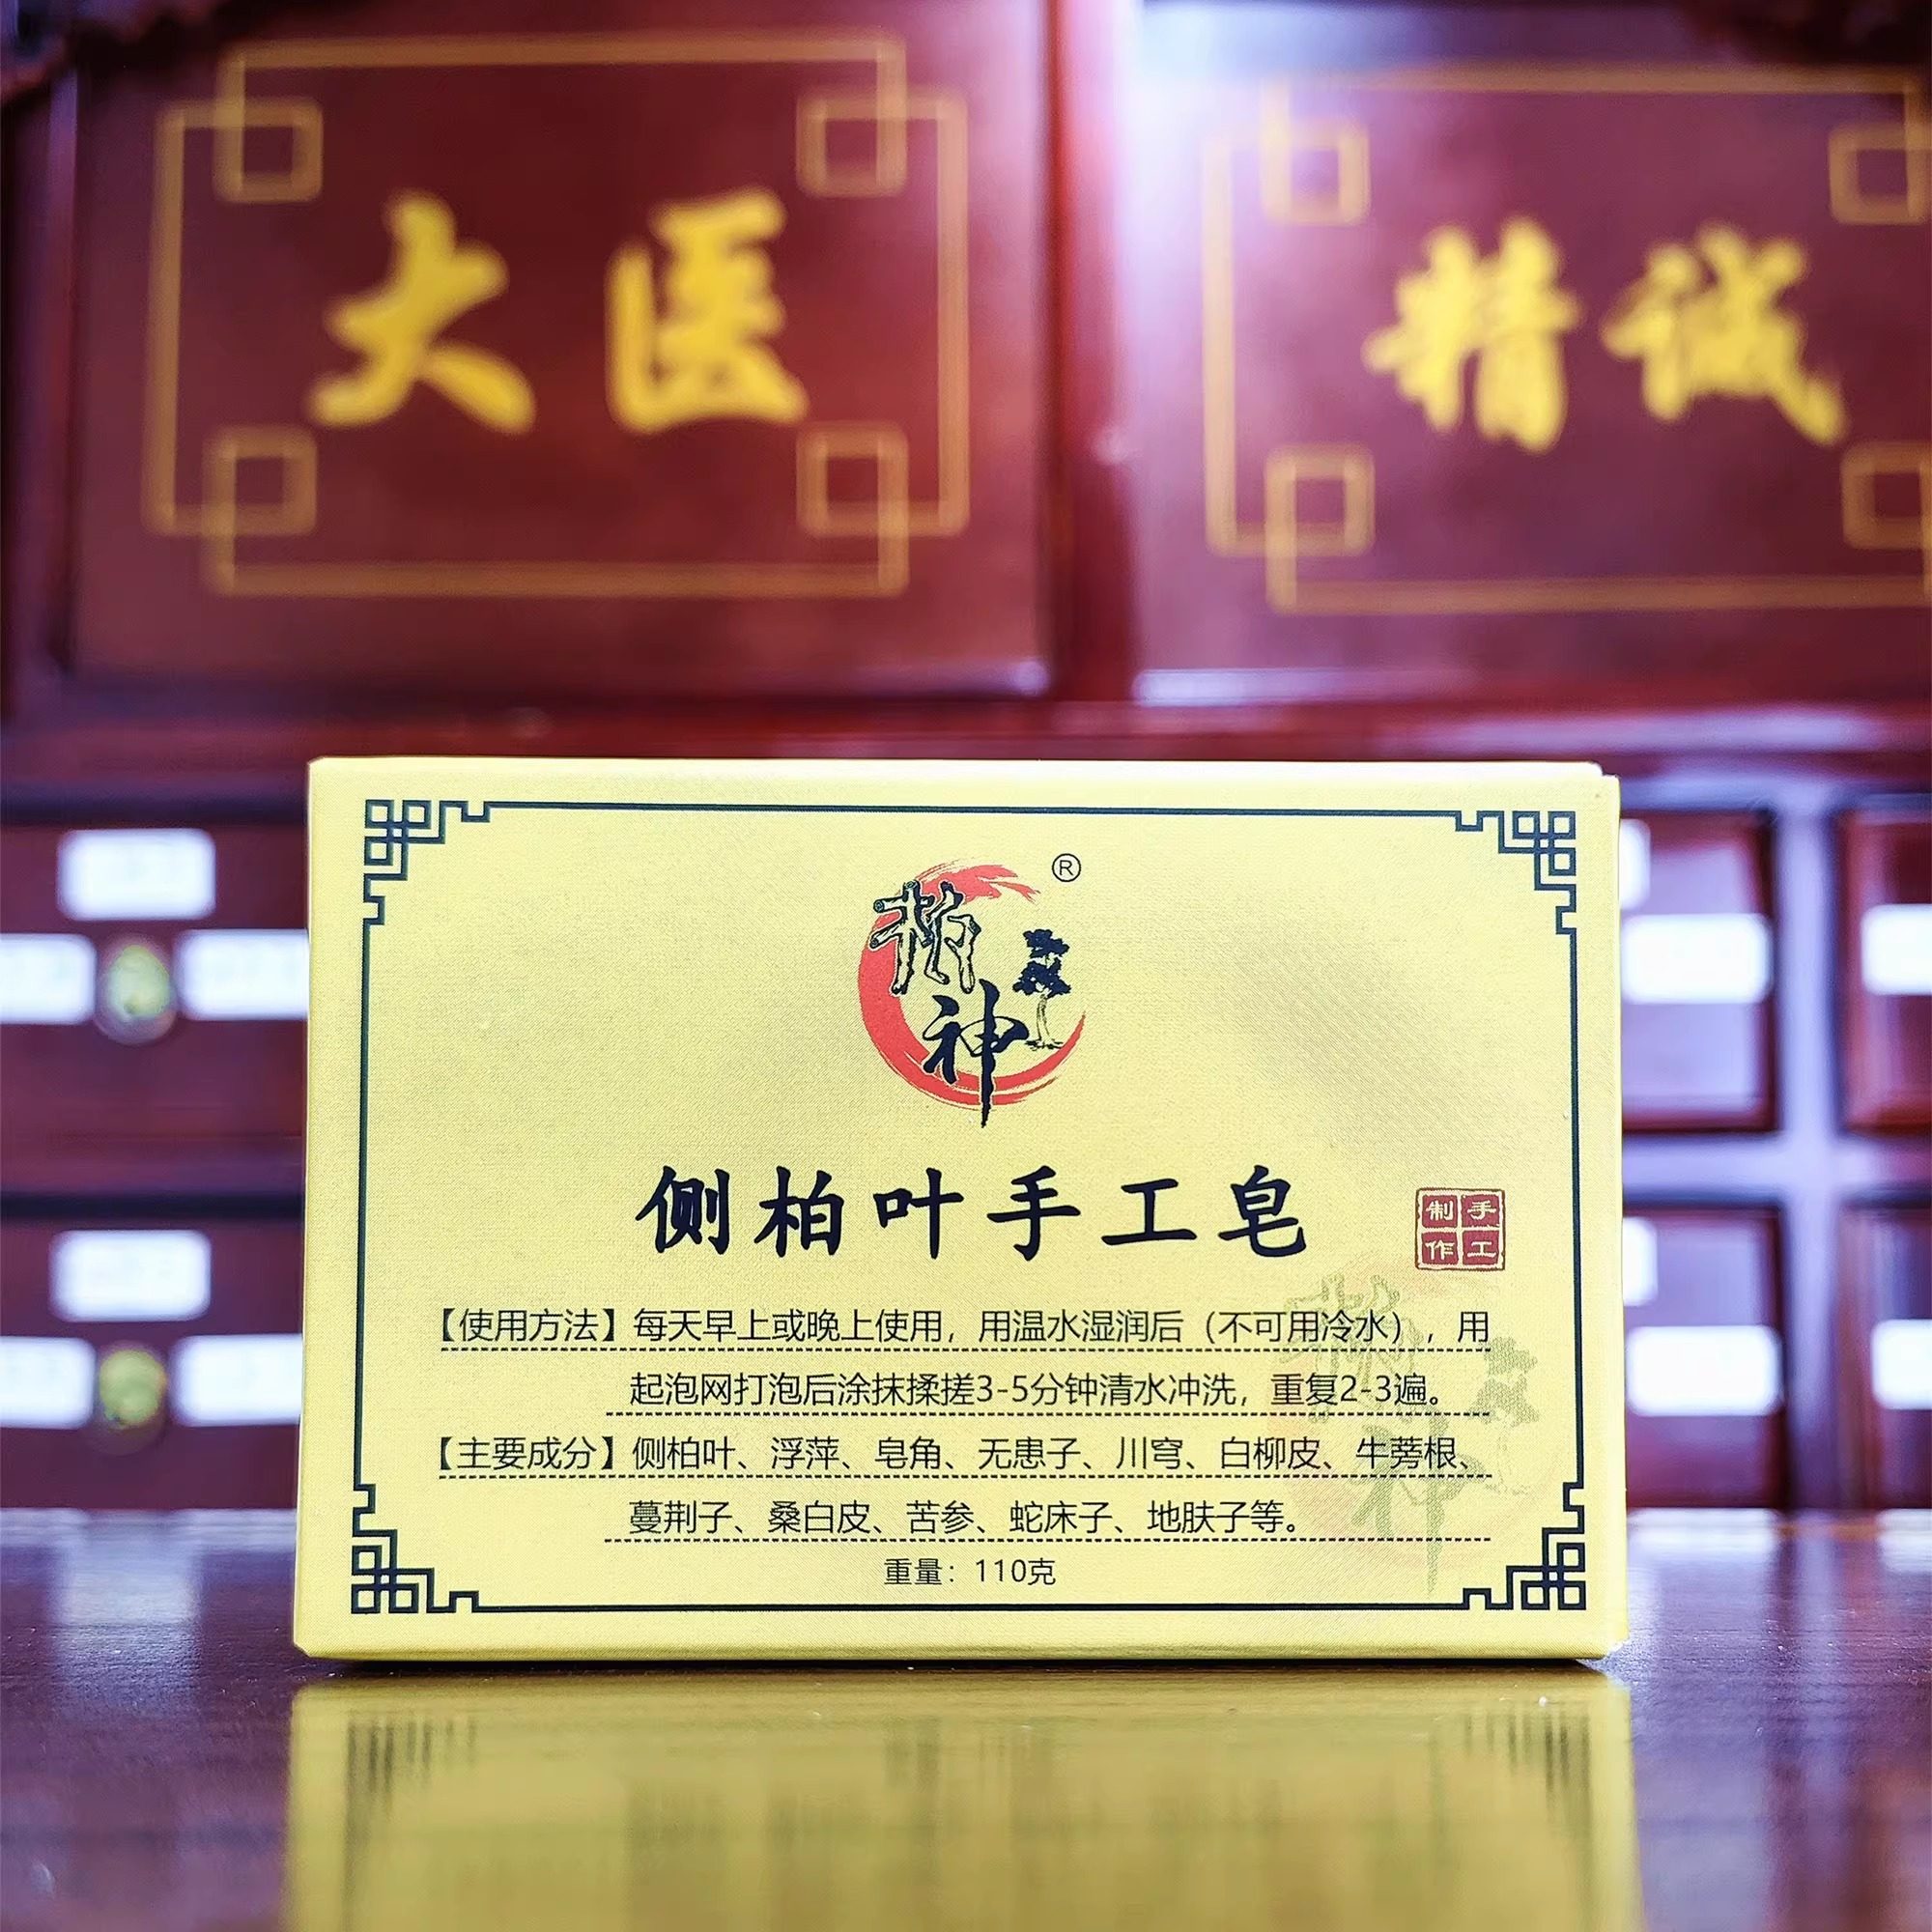 大医
精诚
柏神®
侧柏叶手工皂
手工
制作
【使用方法】每天早上或晚上使用，用温水湿润后（不可用冷水），用
起泡网打泡后涂抹揉搓3-5分钟清水冲洗，重复2-3遍。
【主要成分】侧柏叶、浮萍、皂角、无患子、川穹、白柳皮、牛蒡根、
蔓荆子、桑白皮、苦参、蛇床子、地肤子等。
重量：110克